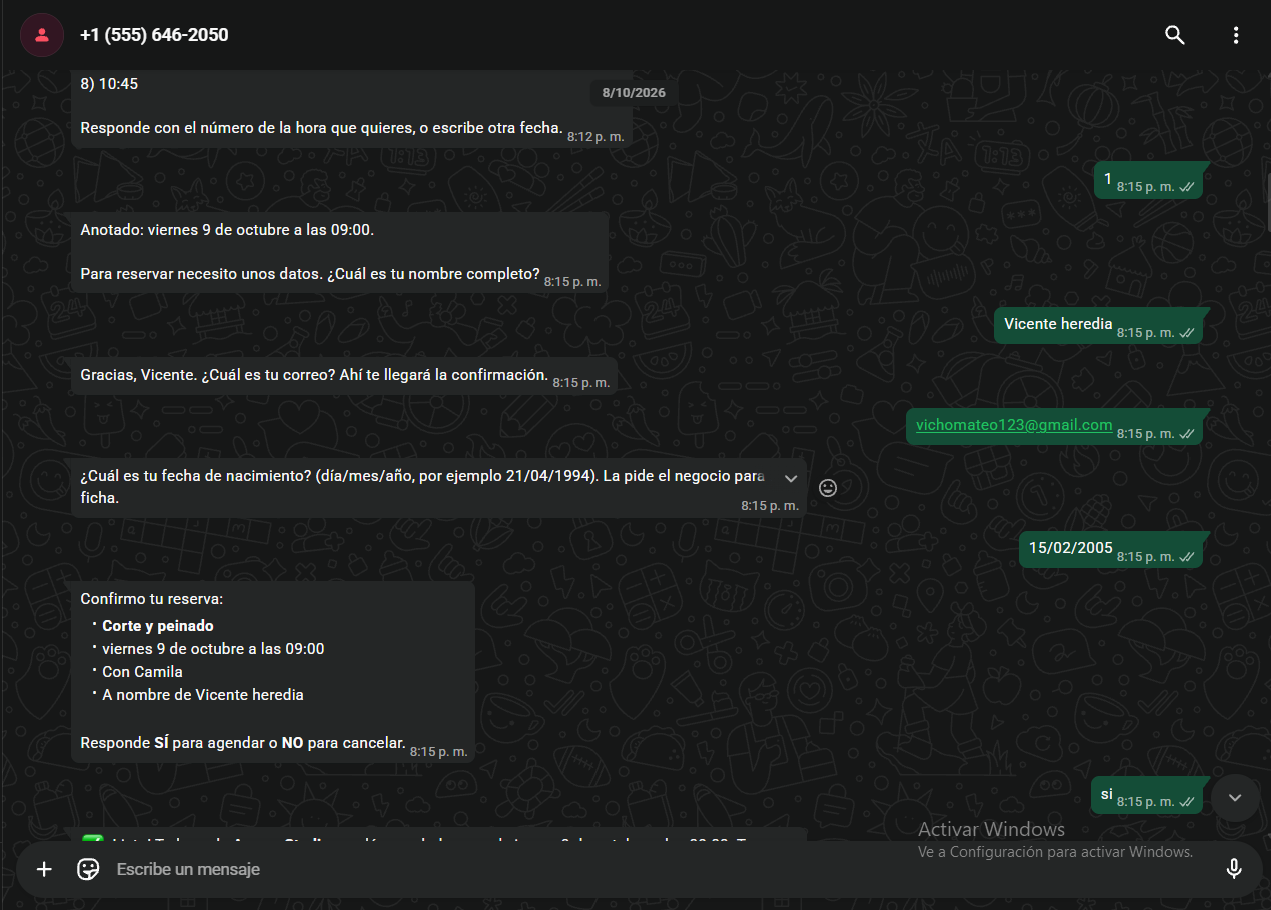 +1 (555) 646-2050
8) 10:45
8/10/2026
Responde con el número de la hora que quieres, o escribe otra fecha. 8:12 p. m.
1 8:15 p. m.
Anotado: viernes 9 de octubre a las 09:00.
Para reservar necesito unos datos. ¿Cuál es tu nombre completo? 8:15 p. m.
Vicente heredia 8:15 p. m.
Gracias, Vicente. ¿Cuál es tu correo? Ahí te llegará la confirmación. 8:15 p. m.
vichomateo123@gmail.com 8:15 p. m.
¿Cuál es tu fecha de nacimiento? (día/mes/año, por ejemplo 21/04/1994). La pide el negocio para
ficha.
8:15 p. m.
15/02/2005 8:15 p. m.
Confirmo tu reserva:
· Corte y peinado
· viernes 9 de octubre a las 09:00
· Con Camila
· A nombre de Vicente heredia
Responde SÍ para agendar o NO para cancelar. 8:15 p. m.
si 8:15 p. m.
Activar Windows
Ve a Configuración para activar Windows.
Escribe un mensaje